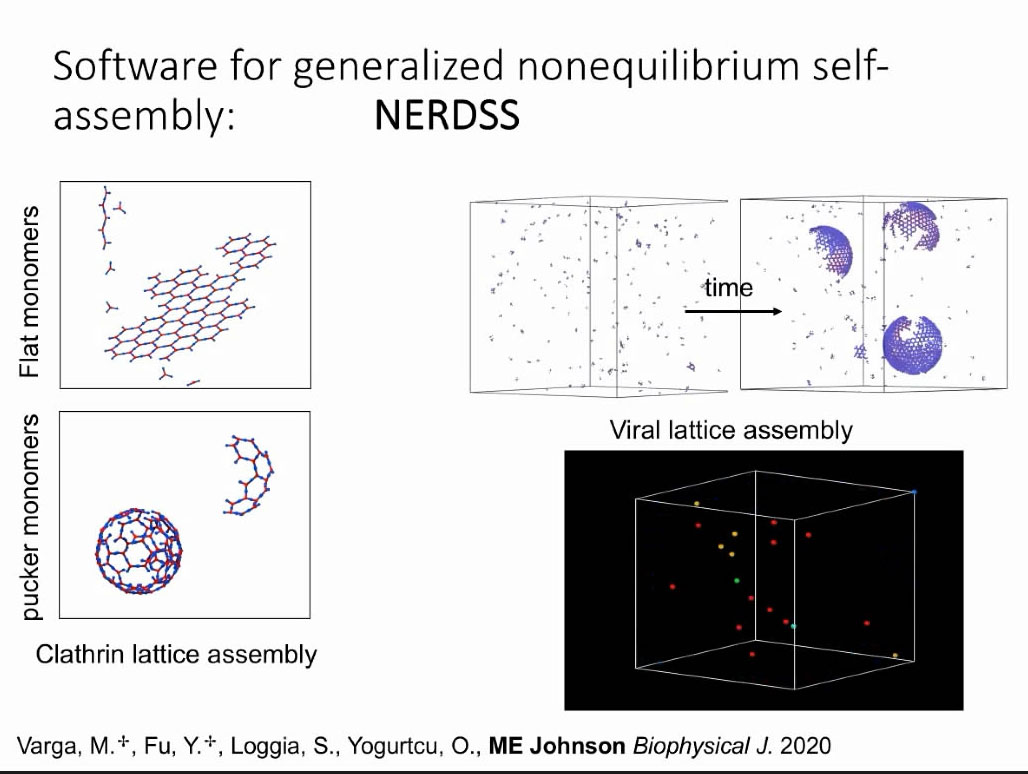 Software for generalized nonequilibrium self-
assembly: NERDSS
Flat monomers
pucker monomers
Clathrin lattice assembly
time
Viral lattice assembly
Varga, M.✢, Fu, Y.✢, Loggia, S., Yogurtcu, O., ME Johnson Biophysical J. 2020